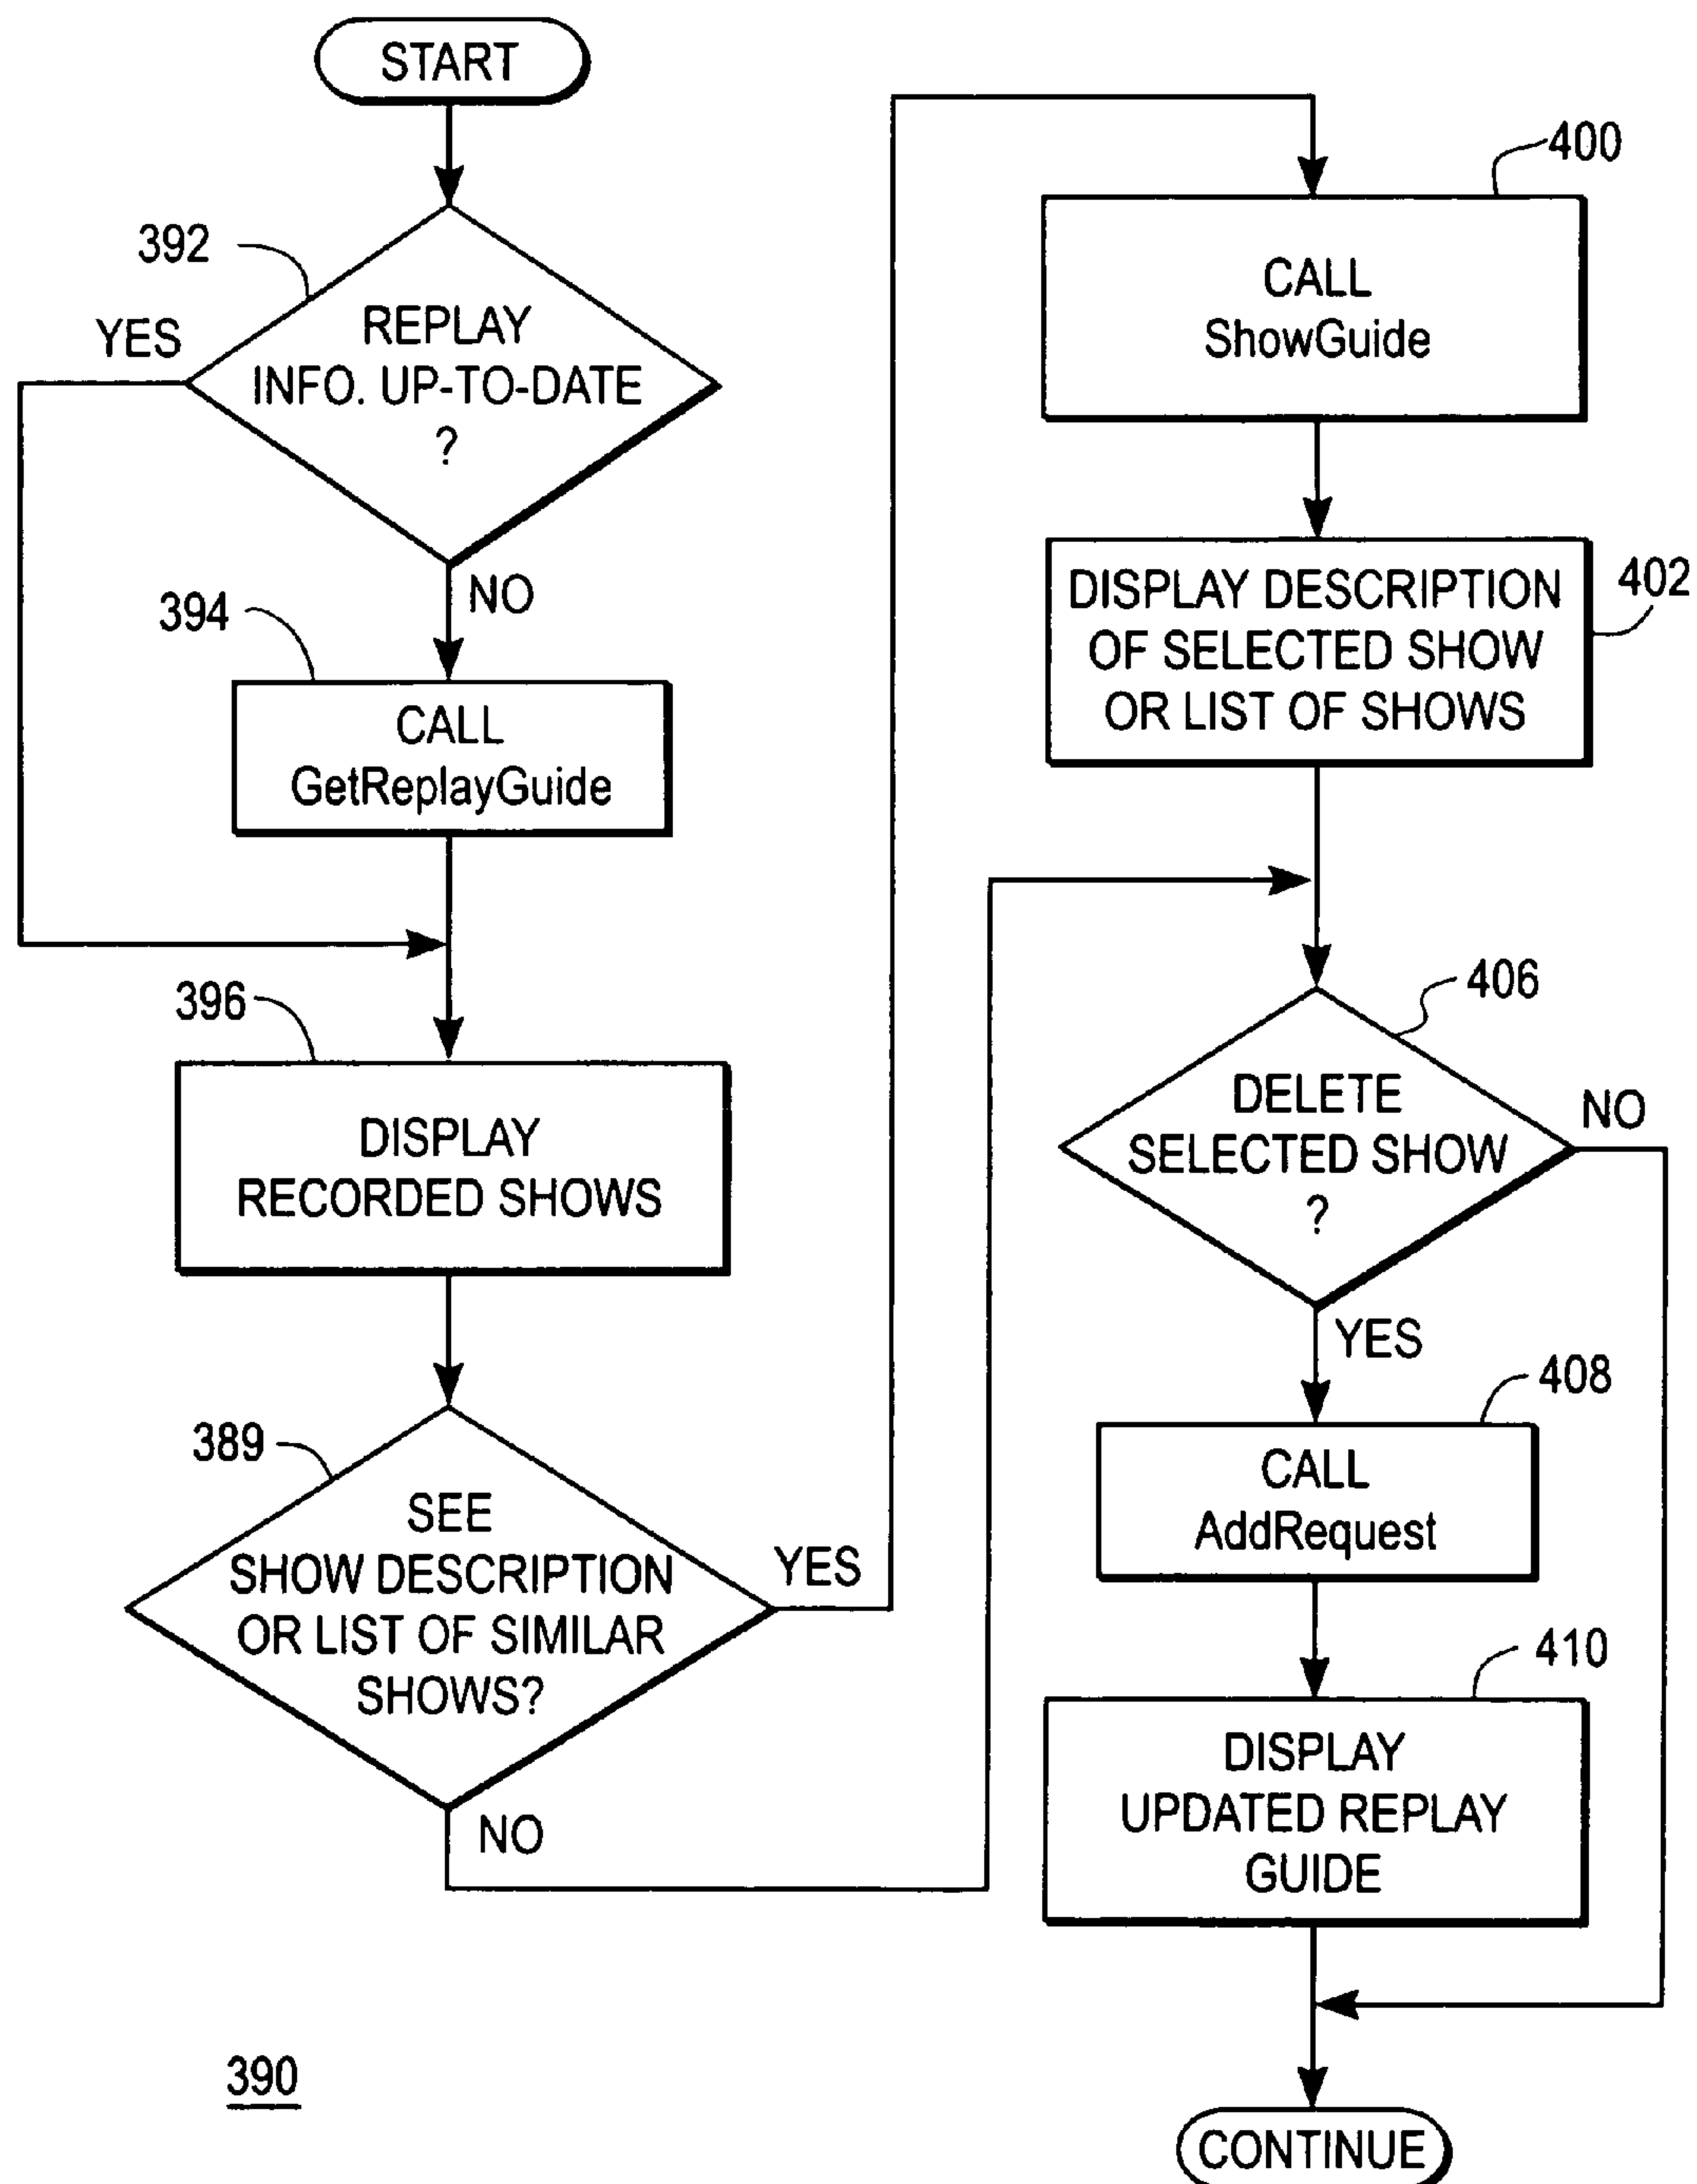 START
392
YES
REPLAY
INFO. UP-TO-DATE
?
NO
394
CALL
GetReplayGuide
396
DISPLAY
RECORDED SHOWS
389
SEE
SHOW DESCRIPTION
OR LIST OF SIMILAR
SHOWS?
YES
NO
400
CALL
ShowGuide
402
DISPLAY DESCRIPTION
OF SELECTED SHOW
OR LIST OF SHOWS
406
DELETE
SELECTED SHOW
?
NO
YES
408
CALL
AddRequest
410
DISPLAY
UPDATED REPLAY
GUIDE
CONTINUE
390